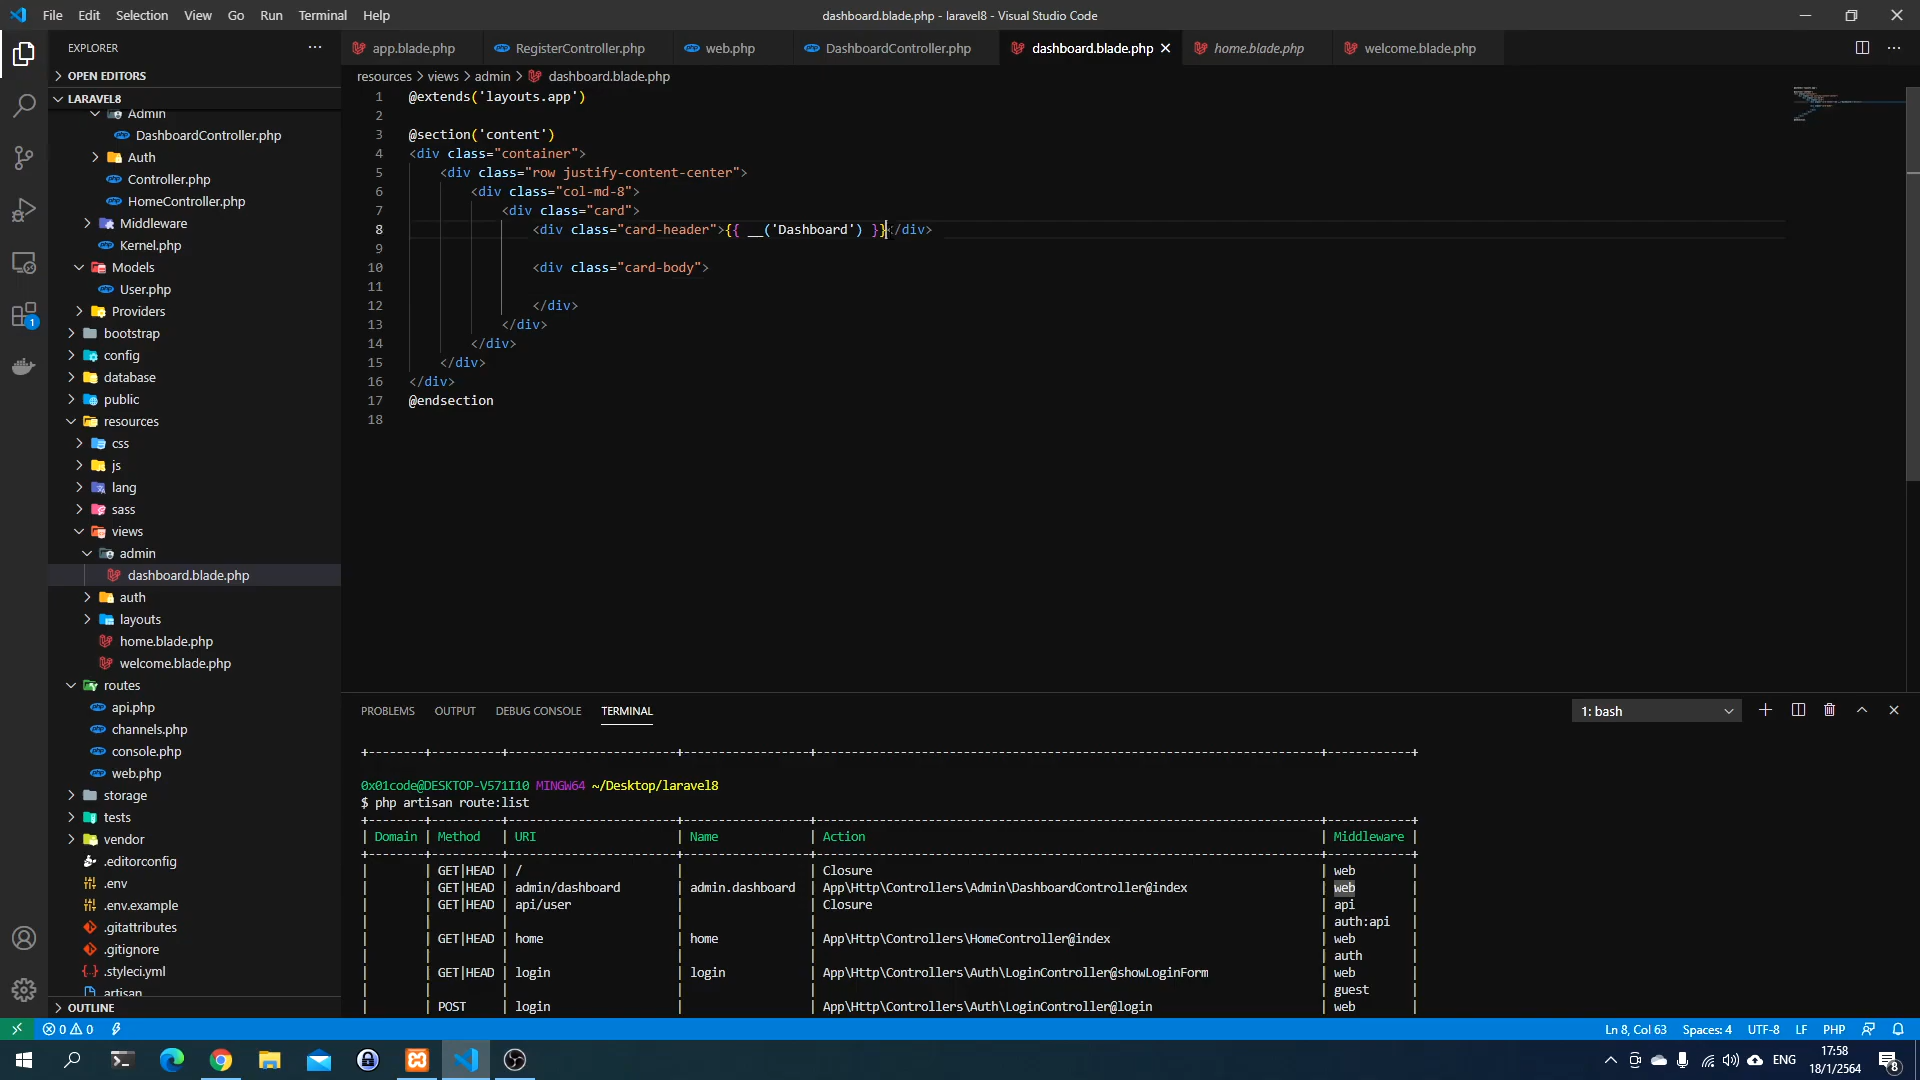 File Edit Selection View Go Run Terminal Help
dashboard.blade.php - laravel8 - Visual Studio Code
EXPLORER
OPEN EDITORS
LARAVEL8
Admin
DashboardController.php
Auth
Controller.php
HomeController.php
Middleware
Kernel.php
Models
User.php
Providers
bootstrap
config
database
public
resources
css
js
lang
sass
views
admin
dashboard.blade.php
auth
layouts
home.blade.php
welcome.blade.php
routes
api.php
channels.php
console.php
web.php
storage
tests
vendor
.editorconfig
.env
.env.example
.gitattributes
.gitignore
.styleci.yml
artisan
OUTLINE
1
app.blade.php RegisterController.php web.php DashboardController.php dashboard.blade.php home.blade.php welcome.blade.php
resources > views > admin > dashboard.blade.php
1 @extends('layouts.app')
2
3 @section('content')
4 <div class="container">
5 <div class="row justify-content-center">
6 <div class="col-md-8">
7 <div class="card">
8 <div class="card-header">{{ __('Dashboard') }}</div>
9
10 <div class="card-body">
11
12 </div>
13 </div>
14 </div>
15 </div>
16 </div>
17 @endsection
18
PROBLEMS OUTPUT DEBUG CONSOLE TERMINAL
1: bash
+--------+----------+------------------------+------------------+------------------------------------------------------------------------+------------+
0x01code@DESKTOP-V571I10 MINGW64 ~/Desktop/laravel8
$ php artisan route:list
+--------+----------+------------------------+------------------+------------------------------------------------------------------------+------------+
| Domain | Method | URI | Name | Action | Middleware |
+--------+----------+------------------------+------------------+------------------------------------------------------------------------+------------+
| | GET|HEAD | / | | Closure | web |
| | GET|HEAD | admin/dashboard | admin.dashboard | App\Http\Controllers\Admin\DashboardController@index | web |
| | GET|HEAD | api/user | | Closure | api |
| | | | | | auth:api |
| | GET|HEAD | home | home | App\Http\Controllers\HomeController@index | web |
| | | | | | auth |
| | GET|HEAD | login | login | App\Http\Controllers\Auth\LoginController@showLoginForm | web |
| | | | | | guest |
| | POST | login | | App\Http\Controllers\Auth\LoginController@login | web |
0 0
Ln 8, Col 63 Spaces: 4 UTF-8 LF PHP
ENG
17:58
18/1/2564
8